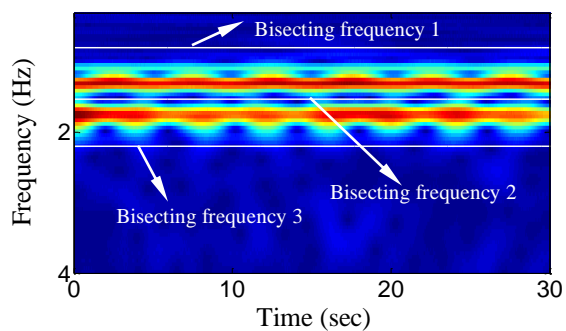 Bisecting frequency 1
Frequency (Hz)
2
Bisecting frequency 2
Bisecting frequency 3
4
0
10
20
30
Time (sec)